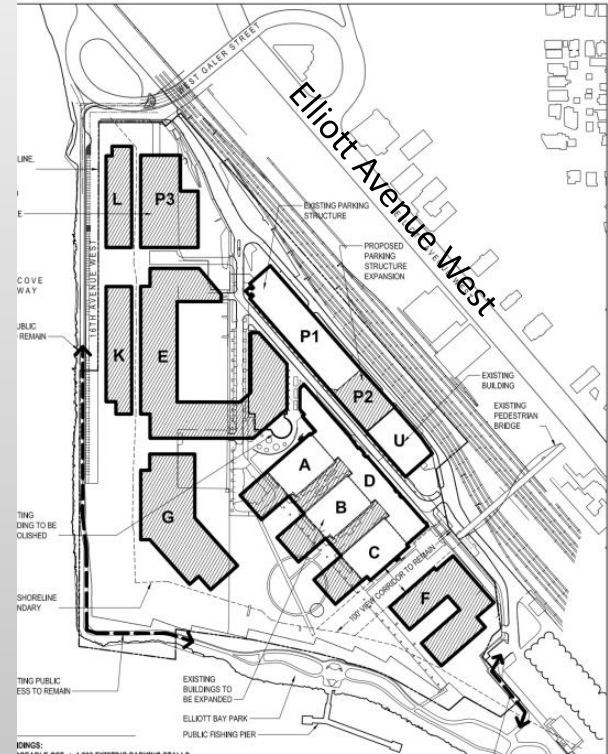 WEST GALER STREET
Elliott Avenue West
LINE,
L
P3
E
EXISTING PARKING
STRUCTURE
PROPOSED
PARKING
STRUCTURE
EXPANSION
16TH AVENUE WEST
COVE
WAY
P1
K
E
P2
EXISTING
BUILDING
EXISTING
PEDESTRIAN
BRIDGE
U
A
D
B
G
C
F
100' VIEW CORRIDOR TO REMAIN
EXISTING
BUILDINGS TO
BE EXPANDED
ELLIOTT BAY PARK
PUBLIC FISHING PIER
UBLIC
REMAIN
TING
DING TO BE
OLISHED
SHORELINE
NDARY
TING PUBLIC
ESS TO REMAIN
DINGS: